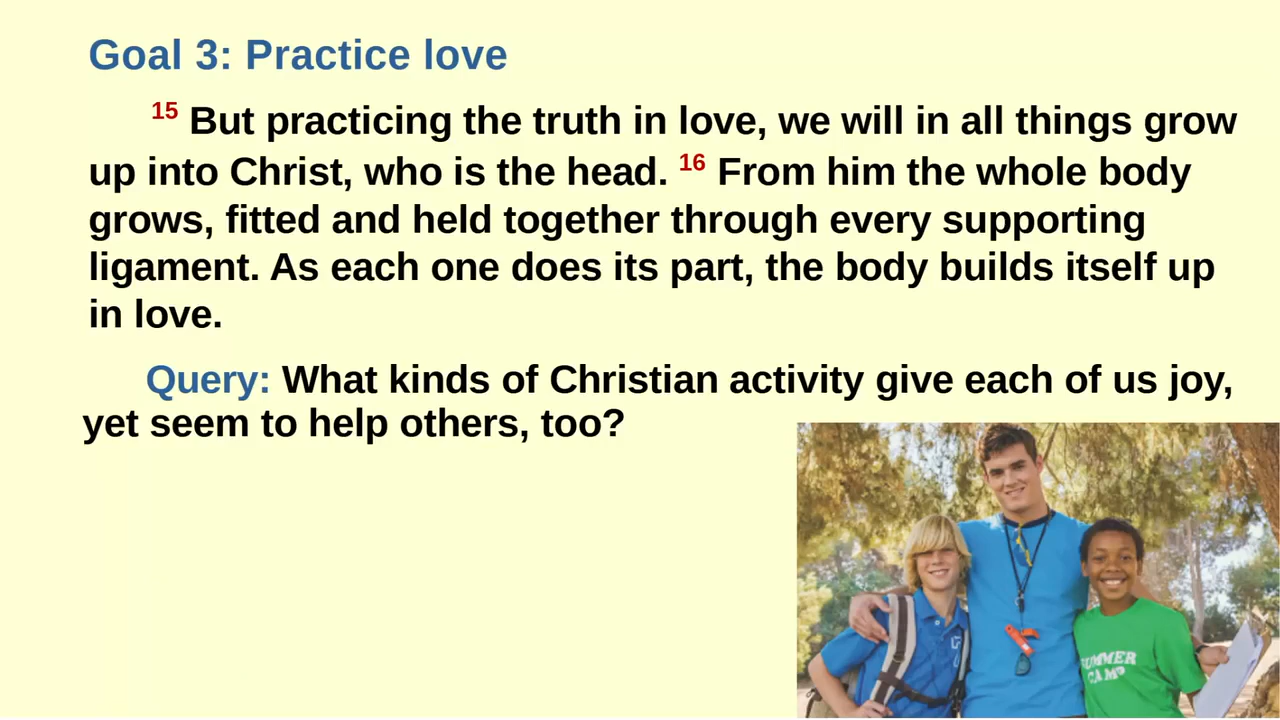 Goal 3: Practice love
15 But practicing the truth in love, we will in all things grow
up into Christ, who is the head. 16 From him the whole body
grows, fitted and held together through every supporting
ligament. As each one does its part, the body builds itself up
in love.
Query: What kinds of Christian activity give each of us joy,
yet seem to help others, too?
SUMMER
CAMP